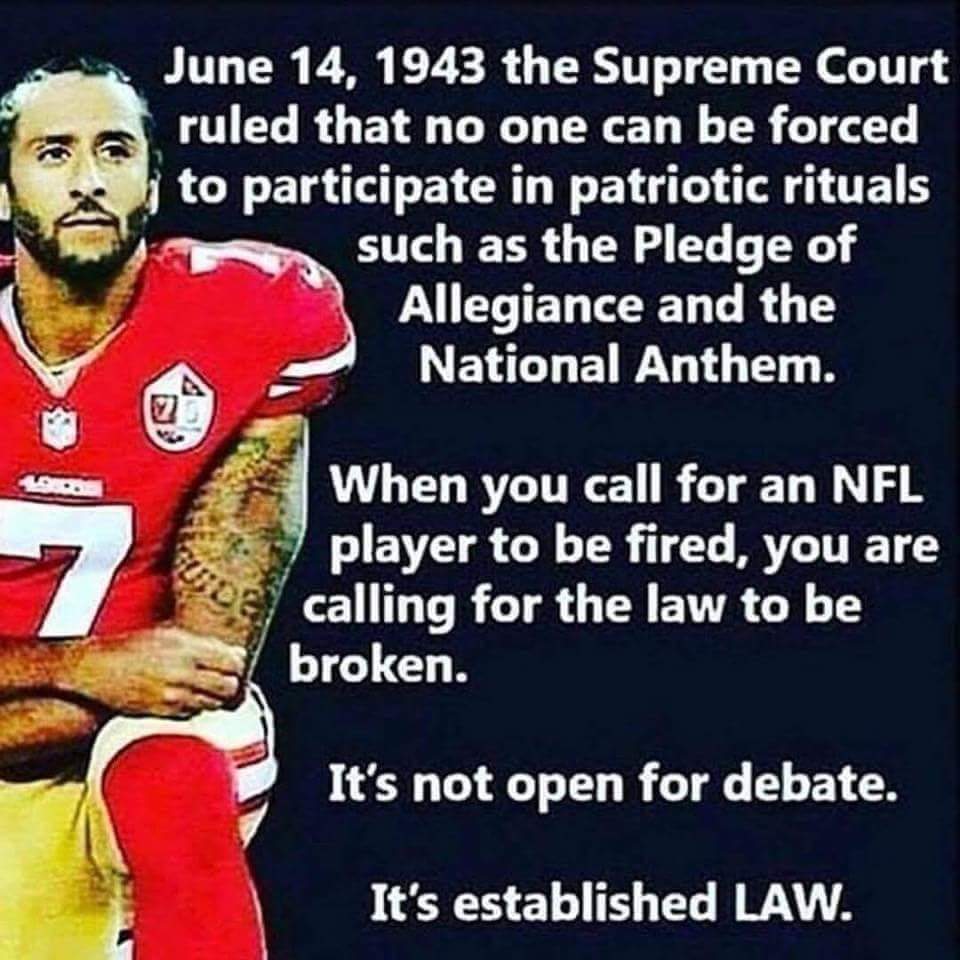 June 14, 1943 the Supreme Court
ruled that no one can be forced
to participate in patriotic rituals
such as the Pledge of
Allegiance and the
National Anthem.
When you call for an NFL
player to be fired, you are
calling for the law to be
broken.
It's not open for debate.
It's established LAW.
7
49ERS
7